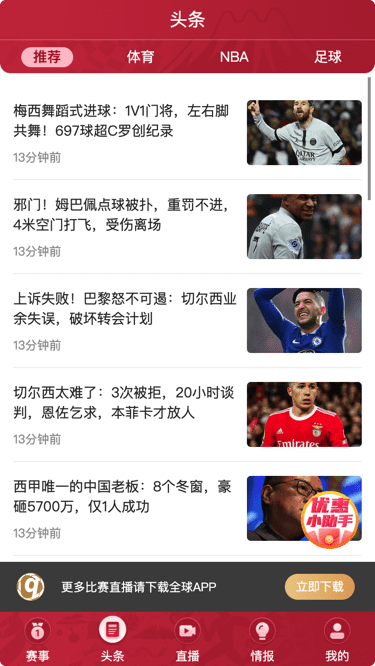 头条
推荐
体育
NBA
足球
梅西舞蹈式进球：1V1门将，左右脚
共舞！697球超C罗创纪录
13分钟前
邪门！姆巴佩点球被扑，重罚不进，
4米空门打飞，受伤离场
13分钟前
上诉失败！巴黎怒不可遏：切尔西业
余失误，破坏转会计划
13分钟前
切尔西太难了：3次被拒，20小时谈
判，恩佐乞求，本菲卡才放人
13分钟前
Emirates
西甲唯一的中国老板：8个冬窗，豪
砸5700万，仅1人成功
13分钟前
优惠
小助手
更多比赛直播请下载全球APP
立即下载
赛事
头条
直播
情报
我的